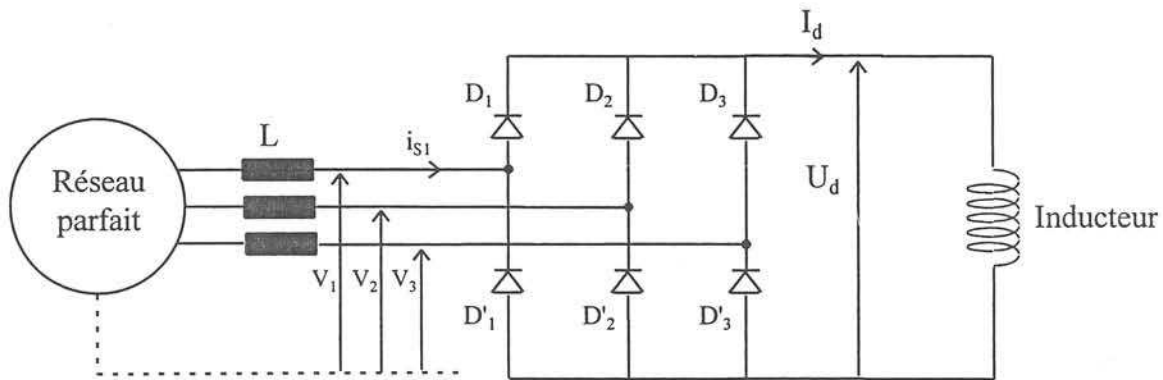 I_d
D_1
D_2
D_3
L
i_S1
Réseau
parfait
U_d
Inducteur
V_1
V_2
V_3
D'_1
D'_2
D'_3